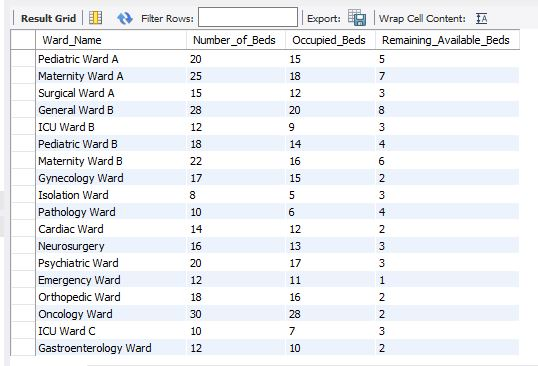 Result Grid Filter Rows: Export: Wrap Cell Content: IA
Ward_Name Number_of_Beds Occupied_Beds Remaining_Available_Beds
Pediatric Ward A 20 15 5
Maternity Ward A 25 18 7
Surgical Ward A 15 12 3
General Ward B 28 20 8
ICU Ward B 12 9 3
Pediatric Ward B 18 14 4
Maternity Ward B 22 16 6
Gynecology Ward 17 15 2
Isolation Ward 8 5 3
Pathology Ward 10 6 4
Cardiac Ward 14 12 2
Neurosurgery 16 13 3
Psychiatric Ward 20 17 3
Emergency Ward 12 11 1
Orthopedic Ward 18 16 2
Oncology Ward 30 28 2
ICU Ward C 10 7 3
Gastroenterology Ward 12 10 2